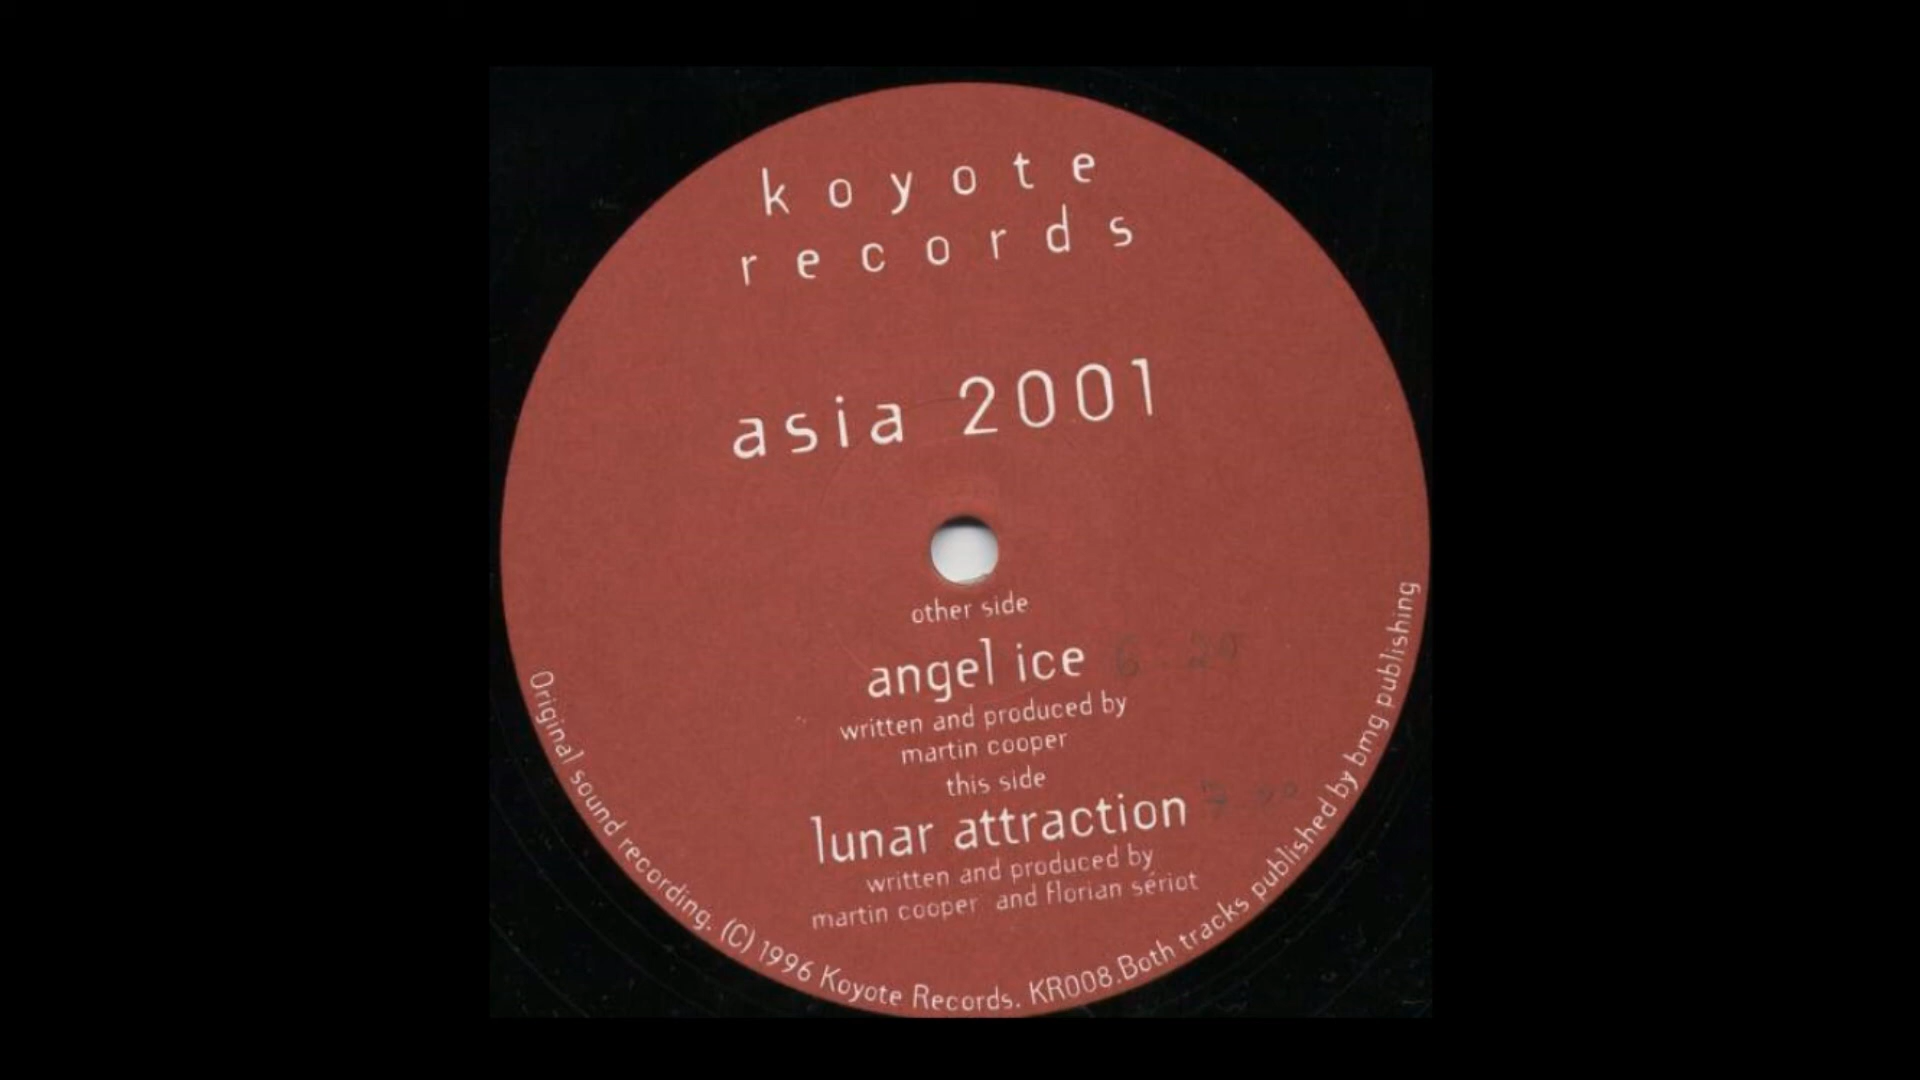 koyote
records
asia 2001
other side
angel ice 6:20
written and produced by
martin cooper
this side
lunar attraction
written and produced by
martin cooper and florian sériot
Original sound recording. (C) 1996 Koyote Records. KR008.Both tracks published by bmg publishing